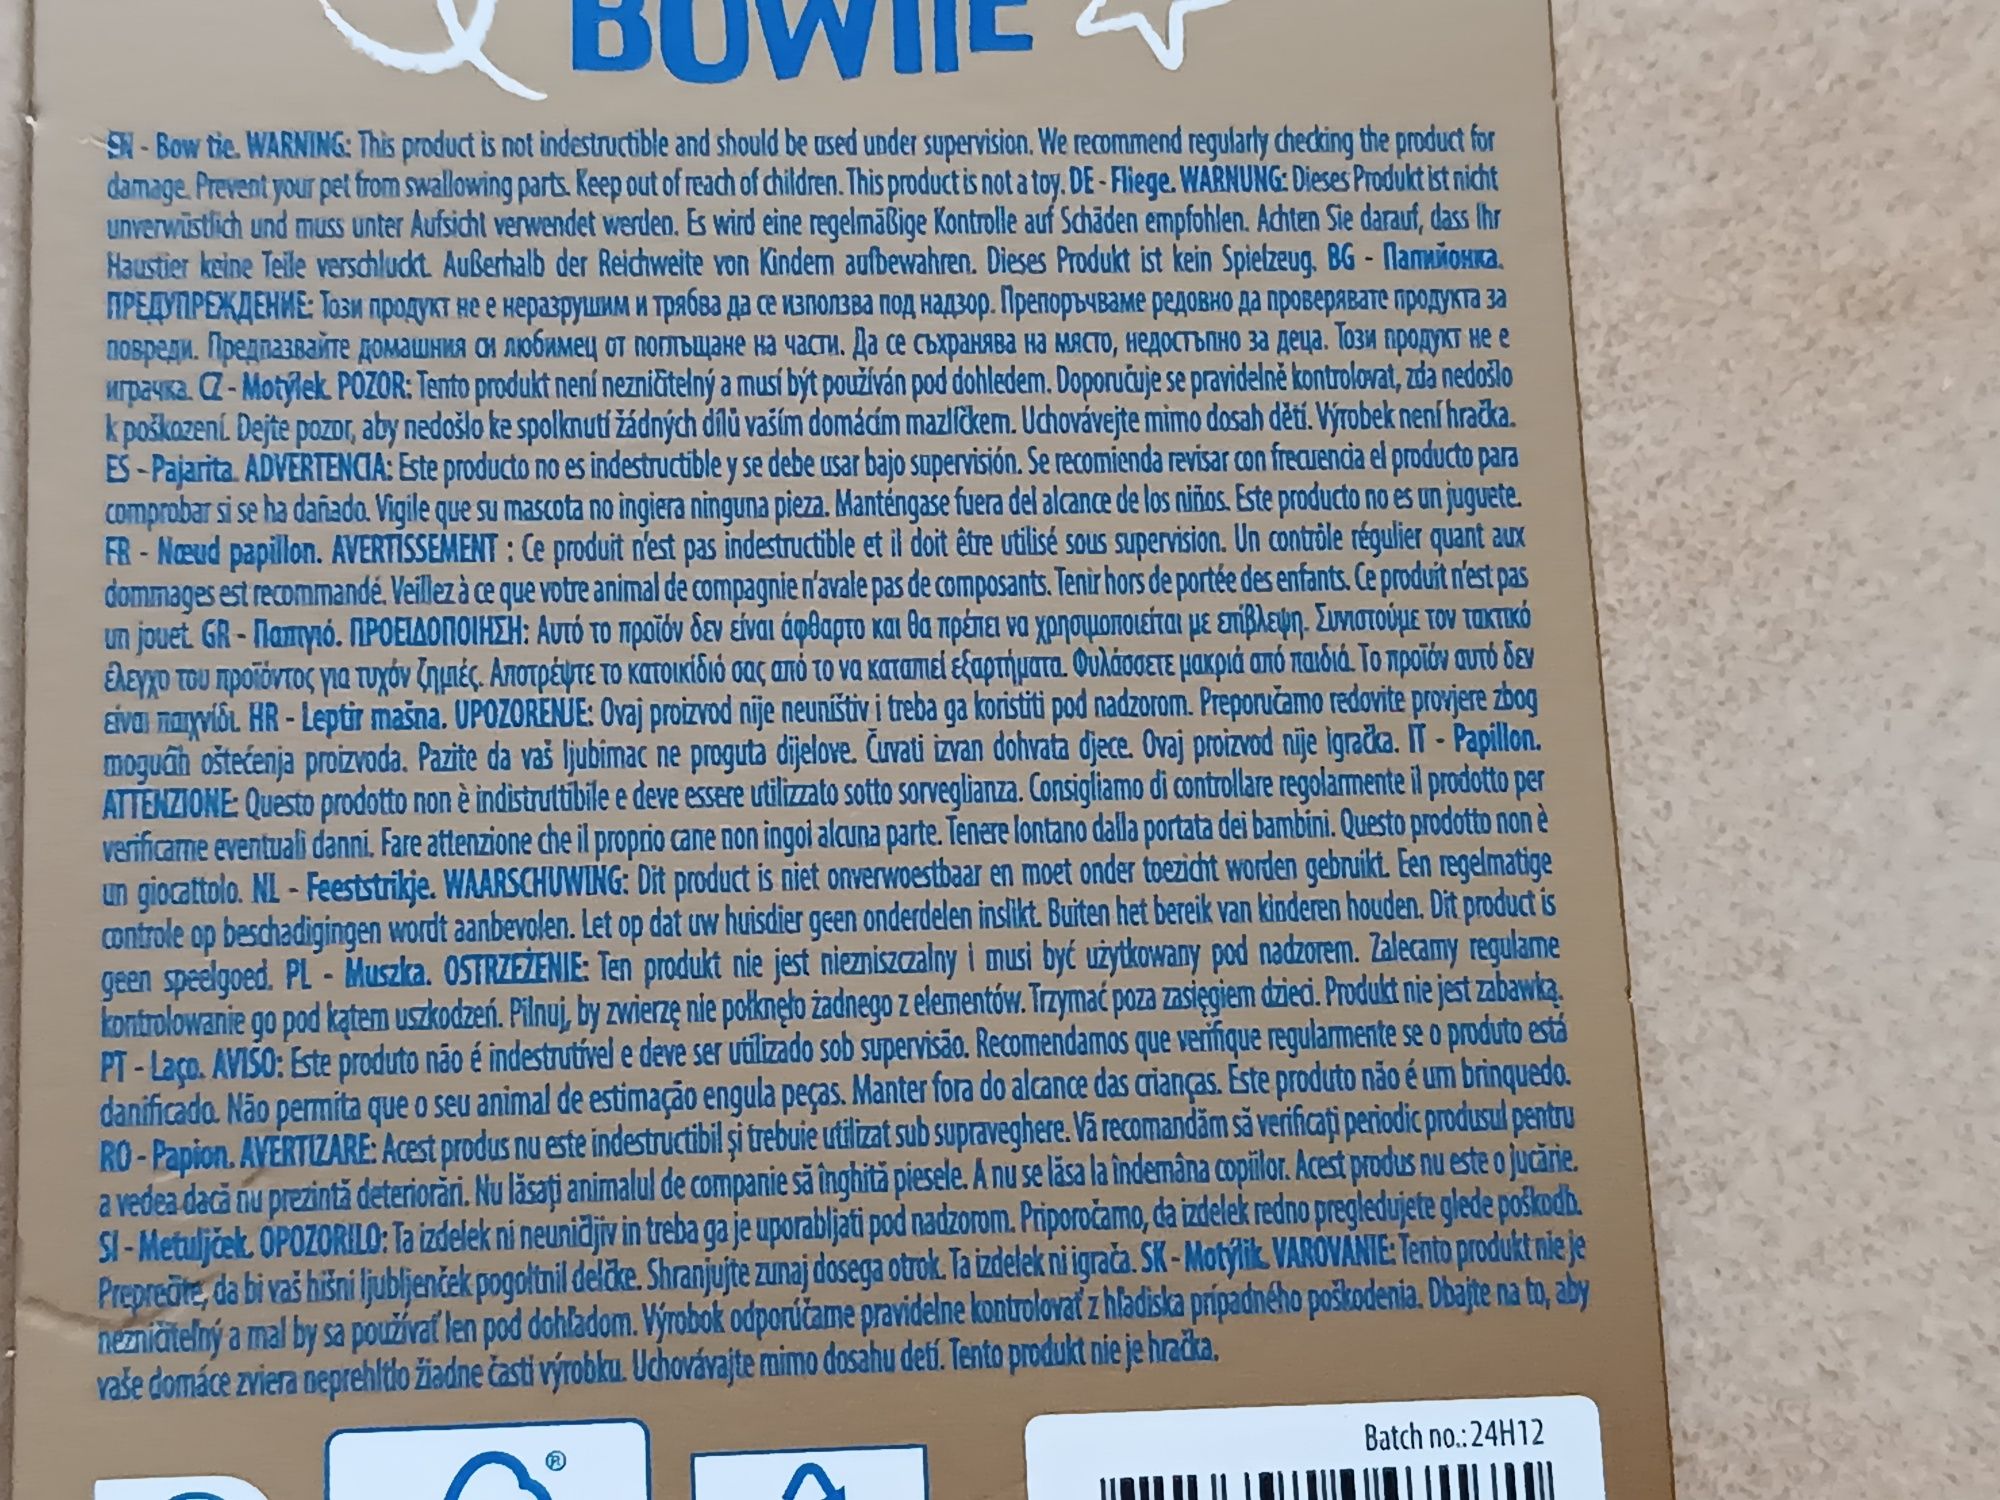 BOWTIE
EN - Bow tie. WARNING: This product is not indestructible and should be used under supervision. We recommend regularly checking the product for
damage. Prevent your pet from swallowing parts. Keep out of reach of children. This product is not a toy. DE - Fliege. WARNUNG: Dieses Produkt ist nicht
unverwüstlich und muss unter Aufsicht verwendet werden. Es wird eine regelmäßige Kontrolle auf Schäden empfohlen. Achten Sie darauf, dass Ihr
Haustier keine Teile verschluckt. Außerhalb der Reichweite von Kindern aufbewahren. Dieses Produkt ist kein Spielzeug. BG - Папийонка.
ПРЕДУПРЕЖДЕНИЕ: Този продукт не е неразрушим и трябва да се използва под надзор. Препоръчваме редовно да проверявате продукта за
повреди. Предпазвайте домашния си любимец от поглъщане на части. Да се съхранява на място, недостъпно за деца. Този продукт не е
играчка. CZ - Motýlek. POZOR: Tento produkt není nezničitelný a musí být používán pod dohledem. Doporučuje se pravidelně kontrolovat, zda nedošlo
k poškození. Dejte pozor, aby nedošlo ke spolknutí žádných dílů vaším domácím mazlíčkem. Uchovávejte mimo dosah dětí. Výrobek není hračka.
ES - Pajarita. ADVERTENCIA: Este producto no es indestructible y se debe usar bajo supervisión. Se recomienda revisar con frecuencia el producto para
comprobar si se ha dañado. Vigile que su mascota no ingiera ninguna pieza. Manténgase fuera del alcance de los niños. Este producto no es un juguete.
FR - Nœud papillon. AVERTISSEMENT : Ce produit n'est pas indestructible et il doit être utilisé sous supervision. Un contrôle régulier quant aux
dommages est recommandé. Veillez à ce que votre animal de compagnie n'avale pas de composants. Tenir hors de portée des enfants. Ce produit n'est pas
un jouet. GR - Παπιγιό. ΠΡΟΕΙΔΟΠΟΙΗΣΗ: Αυτό το προϊόν δεν είναι άφθαρτο και θα πρέπει να χρησιμοποιείται με επίβλεψη. Συνιστούμε τον τακτικό
έλεγχο του προϊόντος για τυχόν ζημιές. Αποτρέψτε το κατοικίδιό σας από το να καταπιεί εξαρτήματα. Φυλάσσετε μακριά από παιδιά. Το προϊόν αυτό δεν
είναι παιχνίδι. HR - Leptir mašna. UPOZORENJE: Ovaj proizvod nije neuništiv i treba ga koristiti pod nadzorom. Preporučamo redovite provjere zbog
mogućih oštećenja proizvoda. Pazite da vaš ljubimac ne proguta dijelove. Čuvati izvan dohvata djece. Ovaj proizvod nije igračka. IT - Papillon.
ATTENZIONE: Questo prodotto non è indistruttibile e deve essere utilizzato sotto sorveglianza. Consigliamo di controllare regolarmente il prodotto per
verificarne eventuali danni. Fare attenzione che il proprio cane non ingoi alcuna parte. Tenere lontano dalla portata dei bambini. Questo prodotto non è
un giocattolo. NL - Feeststrikje. WAARSCHUWING: Dit product is niet onverwoestbaar en moet onder toezicht worden gebruikt. Een regelmatige
controle op beschadigingen wordt aanbevolen. Let op dat uw huisdier geen onderdelen inslikt. Buiten het bereik van kinderen houden. Dit product is
geen speelgoed. PL - Muszka. OSTRZEŻENIE: Ten produkt nie jest niezniszczalny i musi być użytkowany pod nadzorem. Zalecamy regularne
kontrolowanie go pod kątem uszkodzeń. Pilnuj, by zwierzę nie połknęło żadnego z elementów. Trzymać poza zasięgiem dzieci. Produkt nie jest zabawką.
PT - Laço. AVISO: Este produto não é indestrutível e deve ser utilizado sob supervisão. Recomendamos que verifique regularmente se o produto está
danificado. Não permita que o seu animal de estimação engula peças. Manter fora do alcance das crianças. Este produto não é um brinquedo.
RO - Papion. AVERTIZARE: Acest produs nu este indestructibil și trebuie utilizat sub supraveghere. Vă recomandăm să verificați periodic produsul pentru
a vedea dacă nu prezintă deteriorări. Nu lăsați animalul de companie să înghită piesele. A nu se lăsa la îndemâna copiilor. Acest produs nu este o jucărie.
SI - Metuljček. OPOZORILO: Ta izdelek ni neuničljiv in treba ga je uporabljati pod nadzorom. Priporočamo, da izdelek redno pregledujete glede poškodb.
Preprečite, da bi vaš hišni ljubljenček pogoltnil delčke. Shranjujte zunaj dosega otrok. Ta izdelek ni igrača. SK - Motýlik. VAROVANIE: Tento produkt nie je
nezničiteľný a mal by sa používať len pod dohľadom. Výrobok odporúčame pravidelne kontrolovať z hľadiska prípadného poškodenia. Dbajte na to, aby
vaše domáce zviera neprehltlo žiadne časti výrobku. Uchovávajte mimo dosahu detí. Tento produkt nie je hračka.
®
Batch no.: 24H12